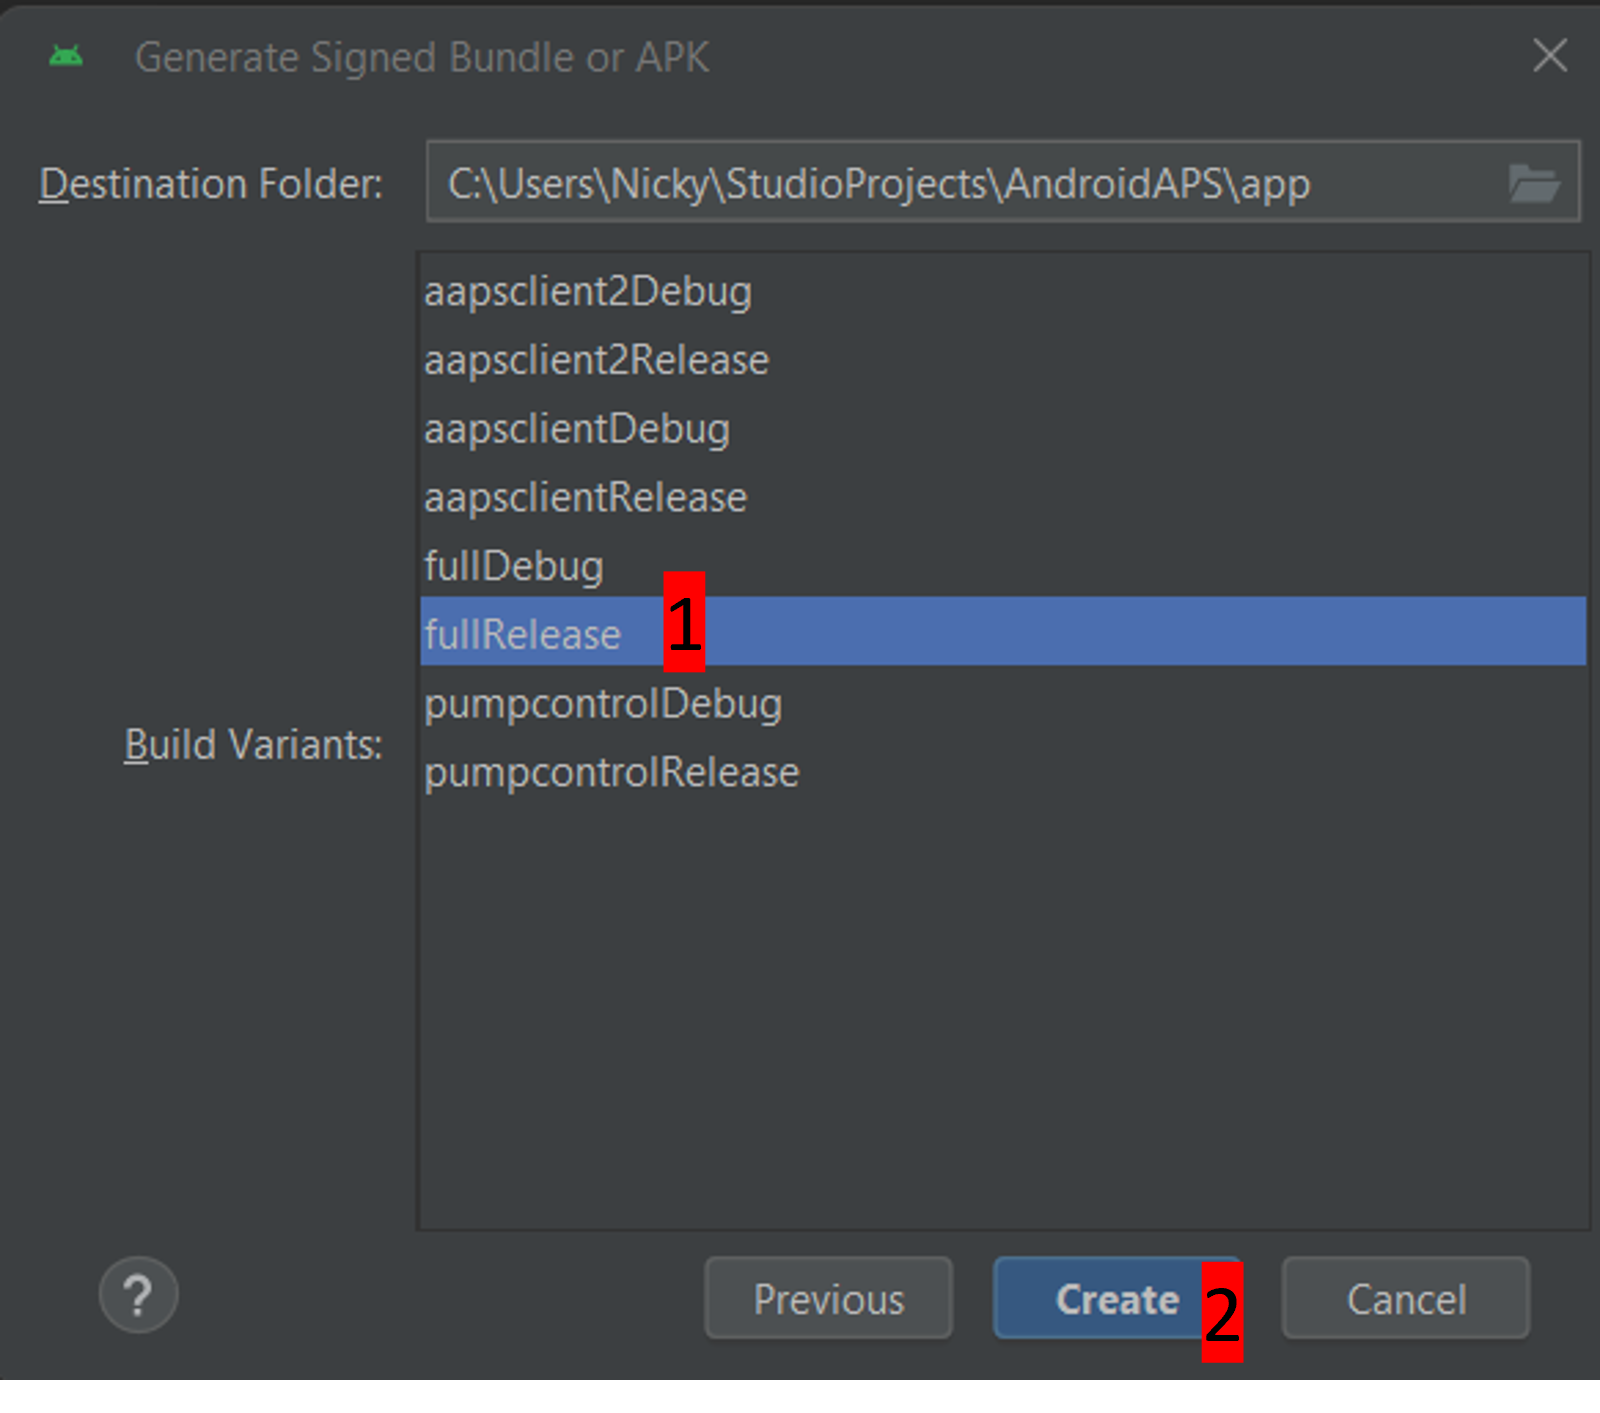 Generate Signed Bundle or APK
Destination Folder: C:\Users\Nicky\StudioProjects\AndroidAPS\app
aapsclient2Debug
aapsclient2Release
aapsclientDebug
aapsclientRelease
fullDebug
fullRelease 1
pumpcontrolDebug
Build Variants:
pumpcontrolRelease
? Previous Create 2 Cancel